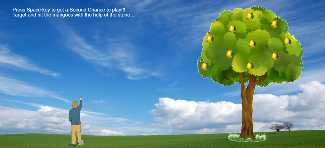 Press Space key to get a Second Chance to play!!
Target and hit the mangoes with the help of the stone...